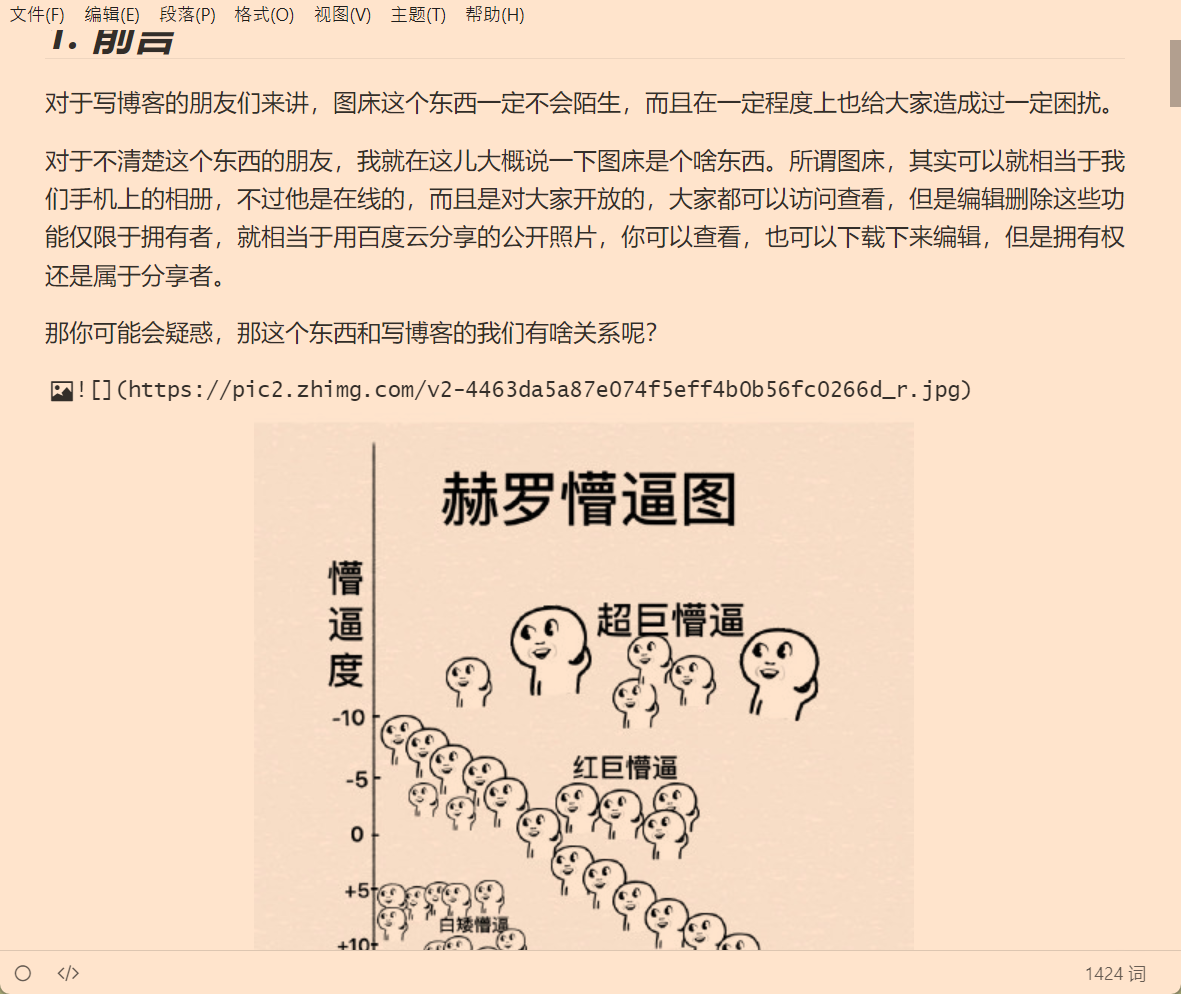 文件(F) 编辑(E) 段落(P) 格式(O) 视图(V) 主题(T) 帮助(H)
1. 前言
对于写博客的朋友们来讲，图床这个东西一定不会陌生，而且在一定程度上也给大家造成过一定困扰。
对于不清楚这个东西的朋友，我就在这儿大概说一下图床是个啥东西。所谓图床，其实可以就相当于我
们手机上的相册，不过他是在线的，而且是对大家开放的，大家都可以访问查看，但是编辑删除这些功
能仅限于拥有者，就相当于用百度云分享的公开照片，你可以查看，也可以下载下来编辑，但是拥有权
还是属于分享者。
那你可能会疑惑，那这个东西和写博客的我们有啥关系呢？
![](https://pic2.zhimg.com/v2-4463da5a87e074f5eff4b0b56fc0266d_r.jpg)
赫罗懵逼图
懵逼度
超巨懵逼
-10
红巨懵逼
-5
0
+5
白矮懵逼
+10
</> 1424 词